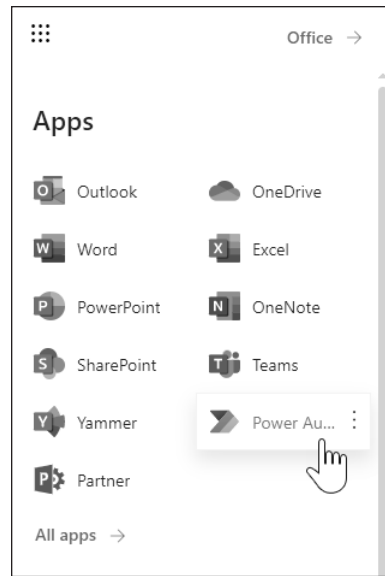 Office →
Apps
Outlook
OneDrive
Word
Excel
PowerPoint
OneNote
SharePoint
Teams
Yammer
Power Au...
Partner
All apps →